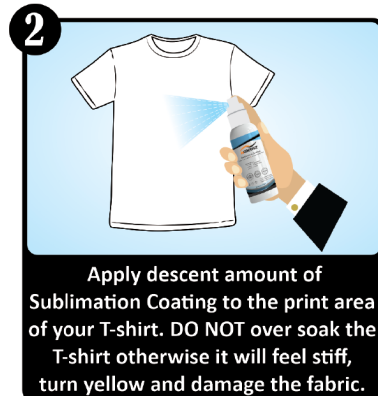 2
Apply descent amount of
Sublimation Coating to the print area
of your T-shirt. DO NOT over soak the
T-shirt otherwise it will feel stiff,
turn yellow and damage the fabric.